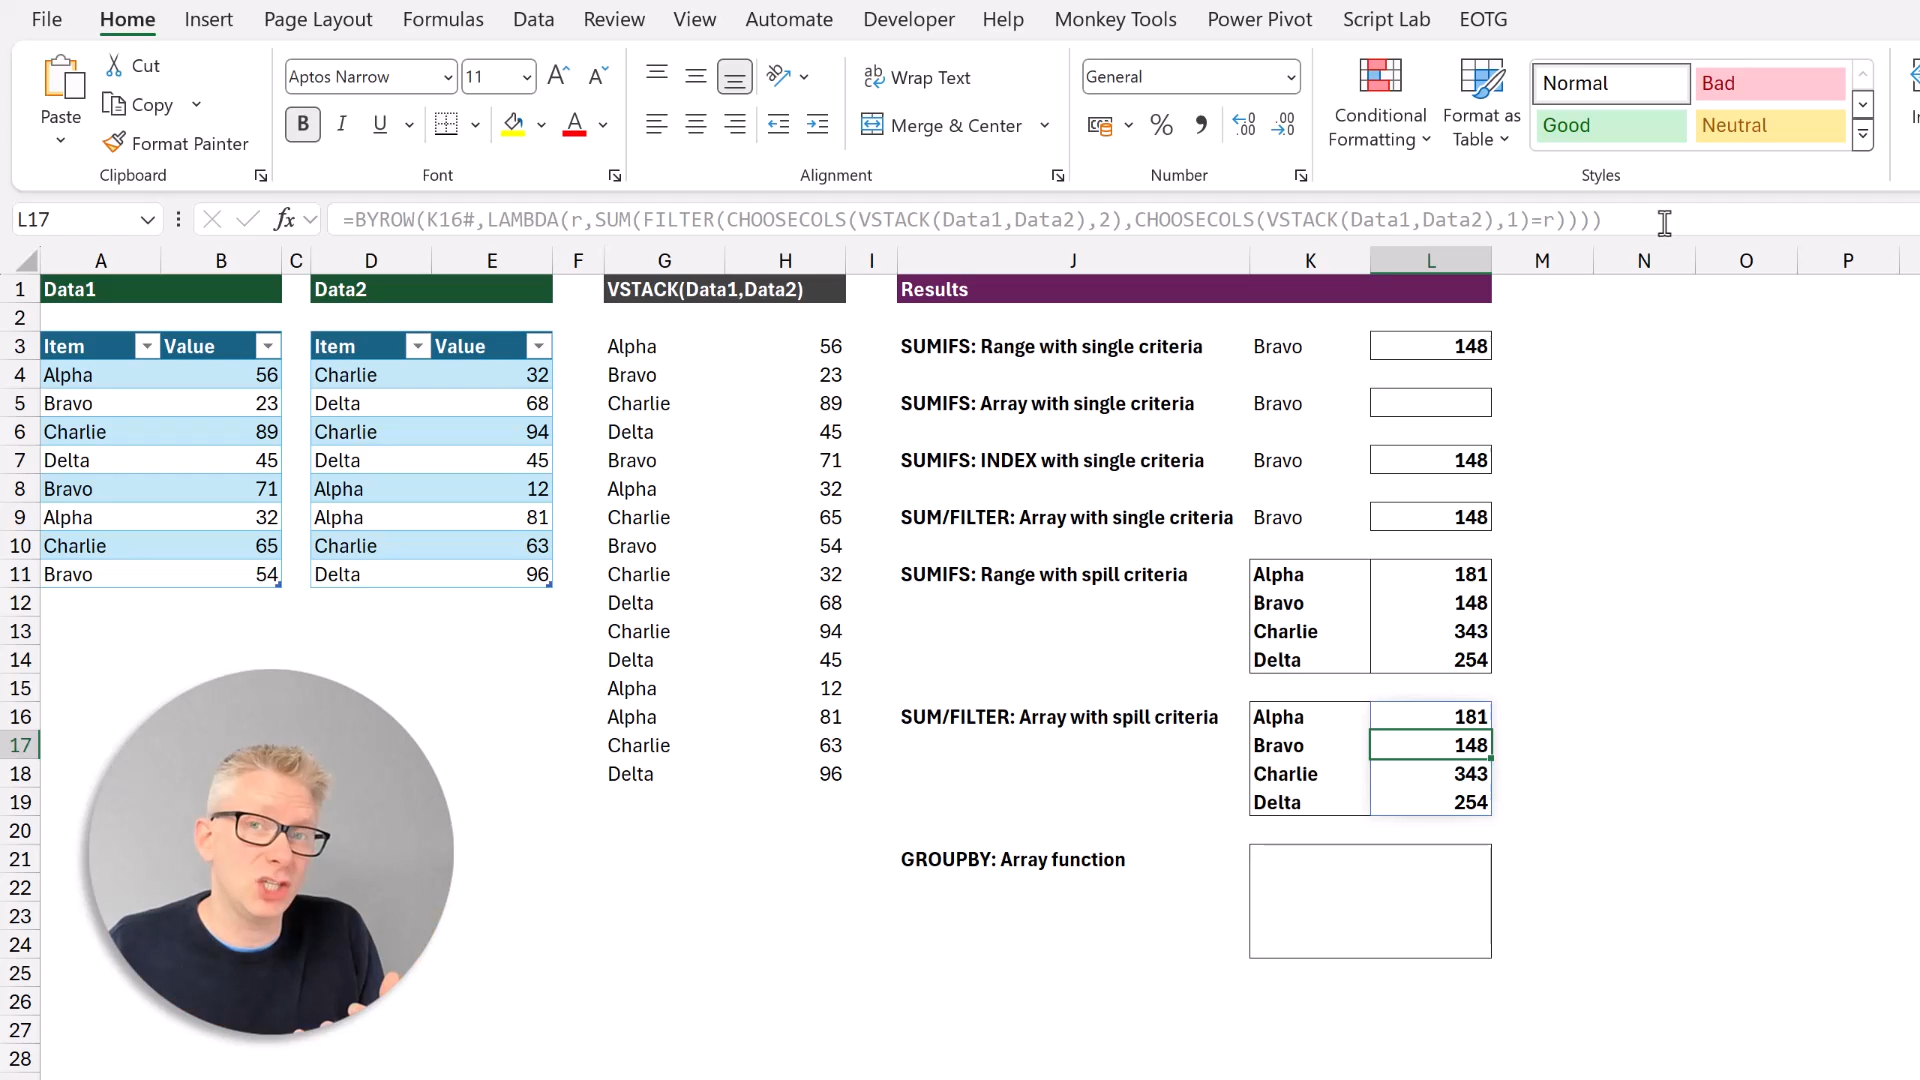 File Home Insert Page Layout Formulas Data Review View Automate Developer Help Monkey Tools Power Pivot Script Lab EOTG
Paste
Cut
Copy
Format Painter
Clipboard
Aptos Narrow 11
B I U
Font
Wrap Text
Merge & Center
Alignment
General
Number
Conditional Formatting
Format as Table
Normal Bad
Good Neutral
Styles
L17 fx =BYROW(K16#,LAMBDA(r,SUM(FILTER(CHOOSECOLS(VSTACK(Data1,Data2),2),CHOOSECOLS(VSTACK(Data1,Data2),1)=r))))
A B C D E F G H I J K L M N O P
1 Data1 Data2 VSTACK(Data1,Data2) Results
2
3 Item Value Item Value Alpha 56 SUMIFS: Range with single criteria Bravo 148
4 Alpha 56 Charlie 32 Bravo 23
5 Bravo 23 Delta 68 Charlie 89 SUMIFS: Array with single criteria Bravo
6 Charlie 89 Charlie 94 Delta 45
7 Delta 45 Delta 45 Bravo 71 SUMIFS: INDEX with single criteria Bravo 148
8 Bravo 71 Alpha 12 Alpha 32
9 Alpha 32 Alpha 81 Charlie 65 SUM/FILTER: Array with single criteria Bravo 148
10 Charlie 65 Charlie 63 Bravo 54
11 Bravo 54 Delta 96 Charlie 32 SUMIFS: Range with spill criteria Alpha 181
12 Delta 68 Bravo 148
13 Charlie 94 Charlie 343
14 Delta 45 Delta 254
15 Alpha 12
16 Alpha 81 SUM/FILTER: Array with spill criteria Alpha 181
17 Charlie 63 Bravo 148
18 Delta 96 Charlie 343
19 Delta 254
20
21 GROUPBY: Array function
22
23
24
25
26
27
28